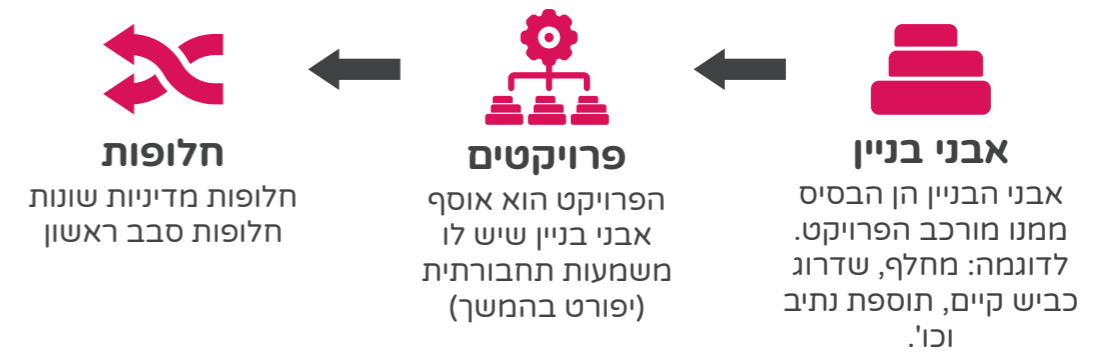 אבני בניין
אבני הבניין הן הבסיס
ממנו מורכב הפרויקט.
לדוגמה: מחלף, שדרוג
כביש קיים, תוספת נתיב
וכו'.
פרויקטים
הפרויקט הוא אוסף
אבני בניין שיש לו
משמעות תחבורתית
(יפורט בהמשך)
חלופות
חלופות מדיניות שונות
חלופות סבב ראשון